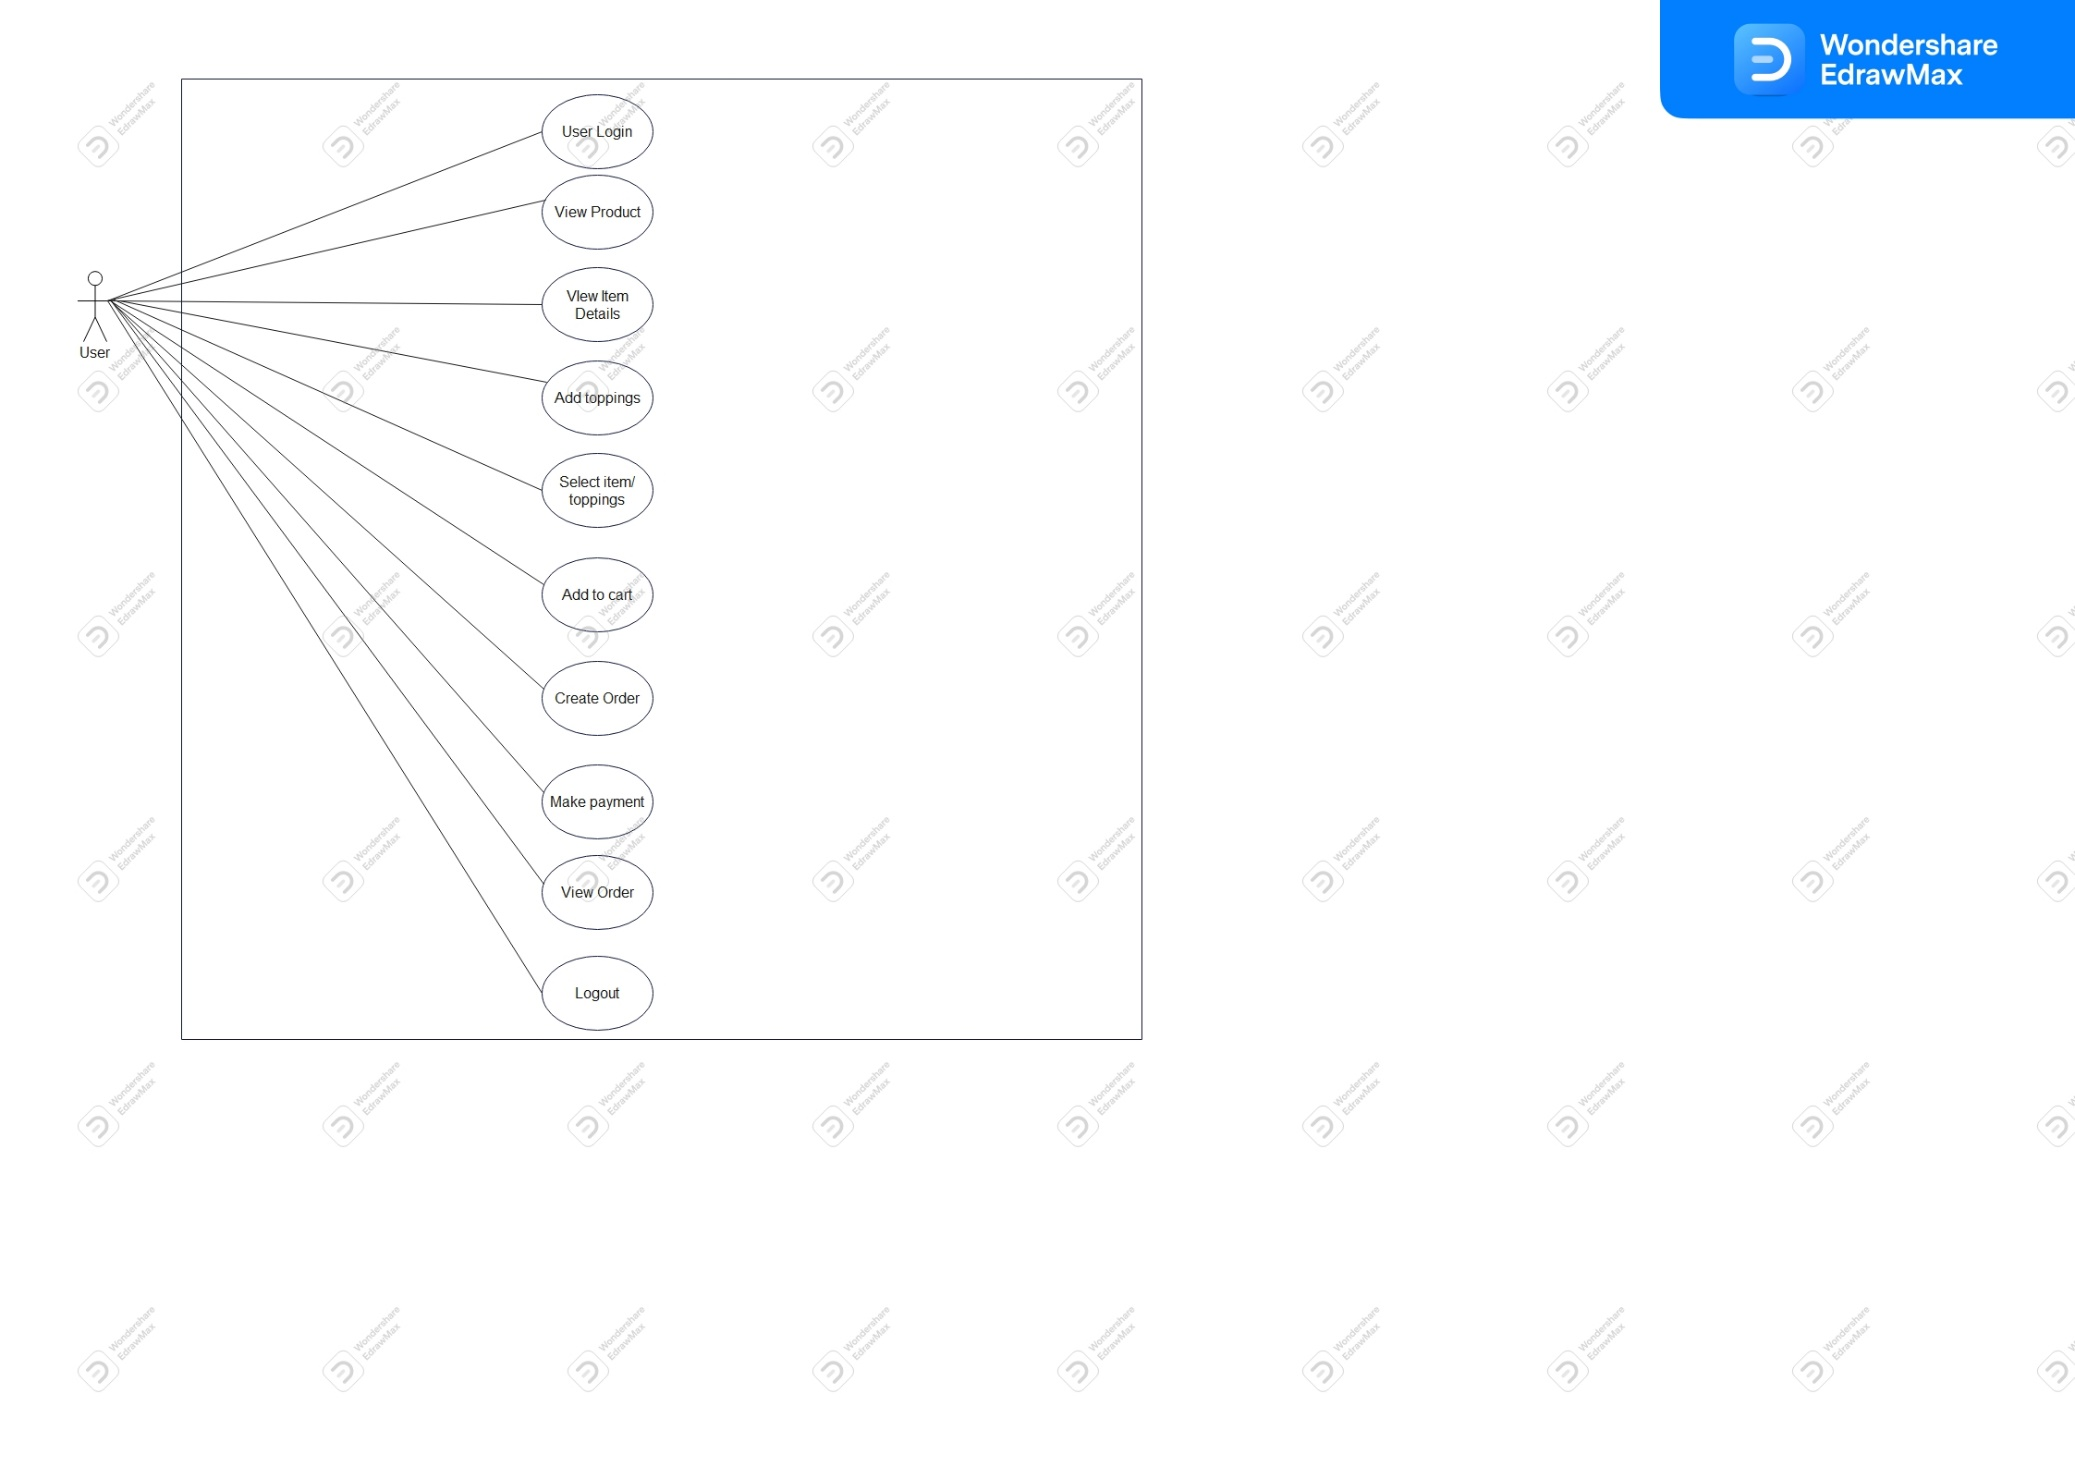 Wondershare
EdrawMax
User Login
View Product
VIew Item
Details
User
Add toppings
Select item/
toppings
Add to cart
Create Order
Make payment
View Order
Logout